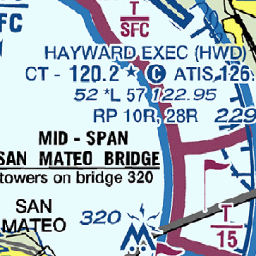 T
SFC
HAYWARD EXEC (HWD)
CT - 120.2 * C ATIS 126.
52 *L 57 122.95
RP 10R, 28R 229
MID - SPAN
SAN MATEO BRIDGE
towers on bridge 320
SAN
MATEO
320
T
15